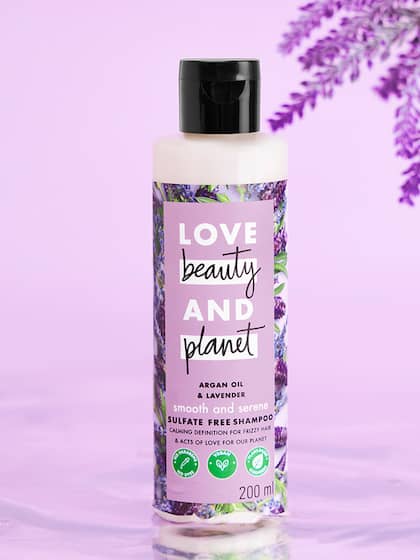 LOVE
beauty
AND
planet
ARGAN OIL
& LAVENDER
smooth and serene
SULFATE FREE SHAMPOO
CALMING DEFINITION FOR FRIZZY HAIR
& ACTS OF LOVE FOR OUR PLANET
VEGAN
200 ml